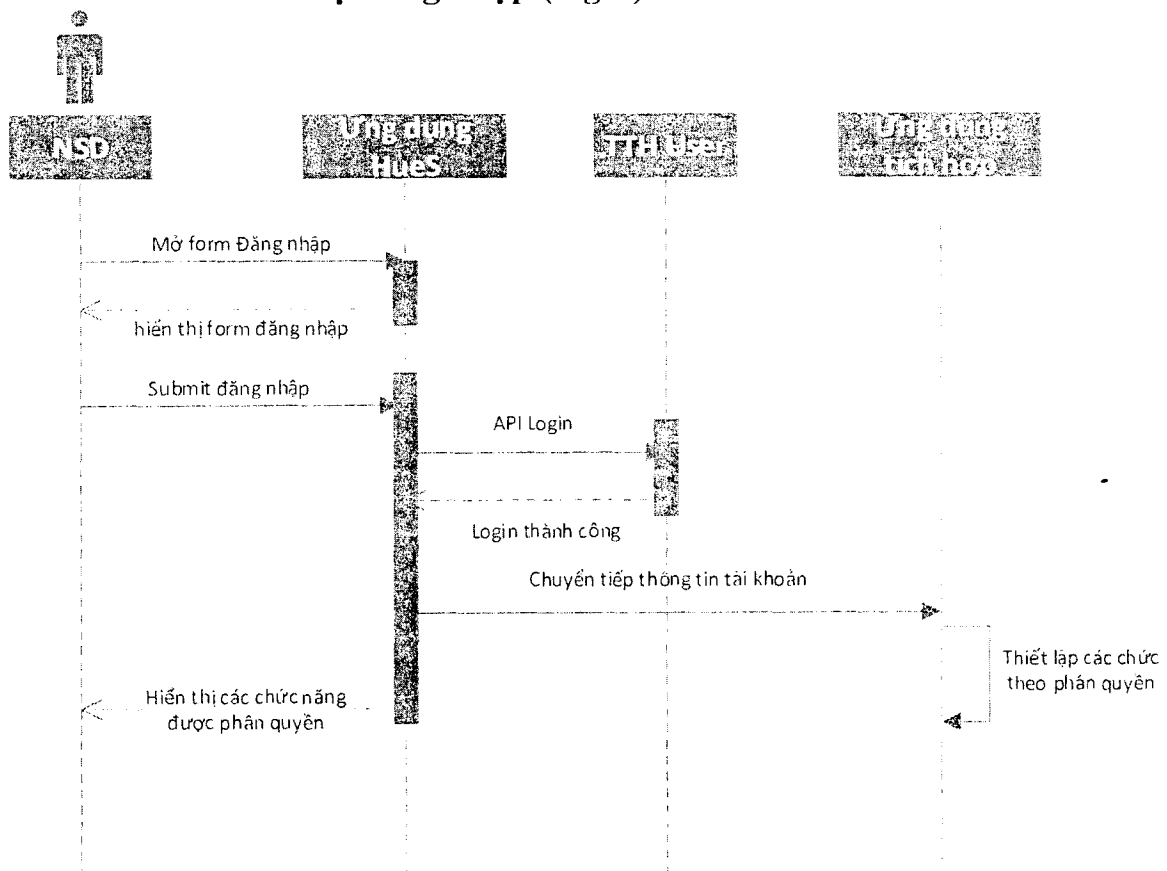 (Login)
NSD
Ứng dụng
HueS
TTH User
Ứng dụng
tích hợp
Mở form Đăng nhập
hiển thị form đăng nhập
Submit đăng nhập
API Login
Login thành công
Chuyển tiếp thông tin tài khoản
Thiết lập các chức
theo phân quyền
Hiển thị các chức năng
được phân quyền